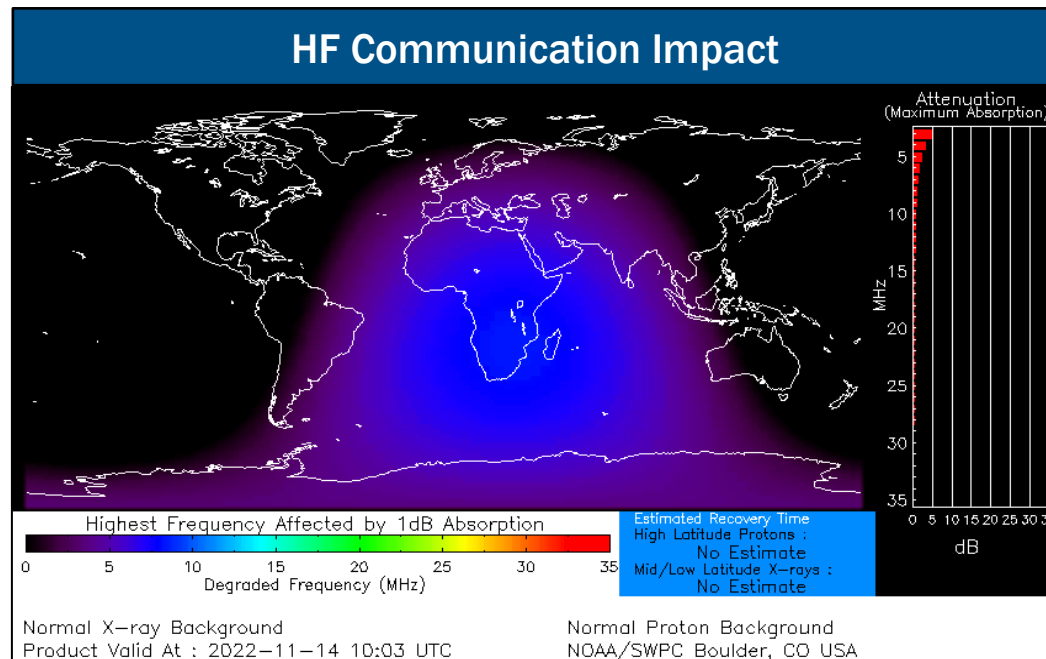 HF Communication Impact
Attenuation
(Maximum Absorption)
5
10
15
20
25
30
35
MHz
0 5 10 15 20 25 30 3
dB
Highest Frequency Affected by 1dB Absorption
0 5 10 15 20 25 30 35
Degraded Frequency (MHz)
Estimated Recovery Time
High Latitude Protons :
No Estimate
Mid/Low Latitude X-rays :
No Estimate
Normal X-ray Background
Product Valid At : 2022-11-14 10:03 UTC
Normal Proton Background
NOAA/SWPC Boulder, CO USA